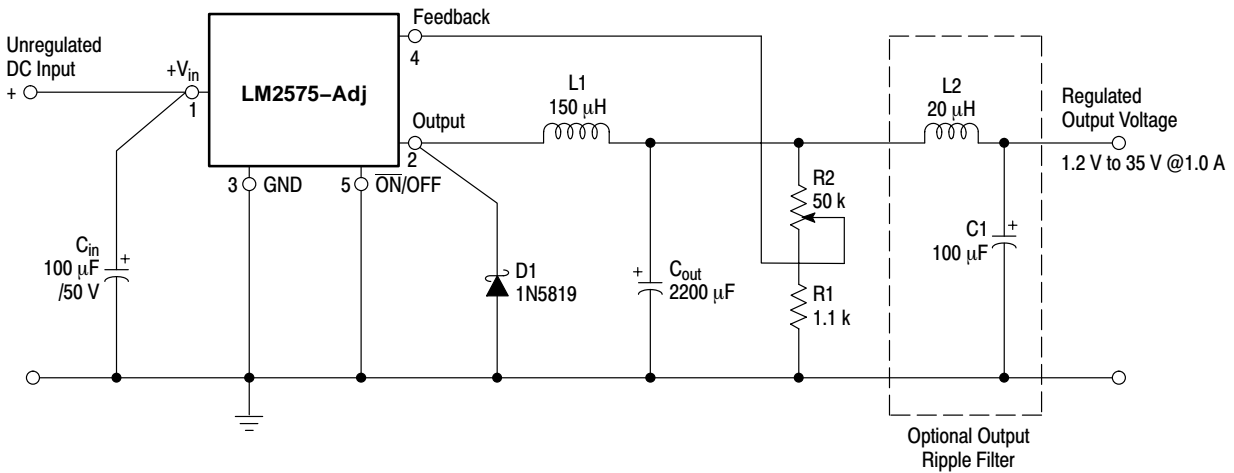 Feedback
4
Unregulated
DC Input
+
+Vin
1
LM2575–Adj
Output
2
3
GND
5
ON/OFF
L1
150 μH
L2
20 μH
Regulated
Output Voltage
1.2 V to 35 V @1.0 A
R2
50 k
Cin
100 μF
/50 V
+
D1
1N5819
+
Cout
2200 μF
R1
1.1 k
C1
100 μF
+
Optional Output
Ripple Filter